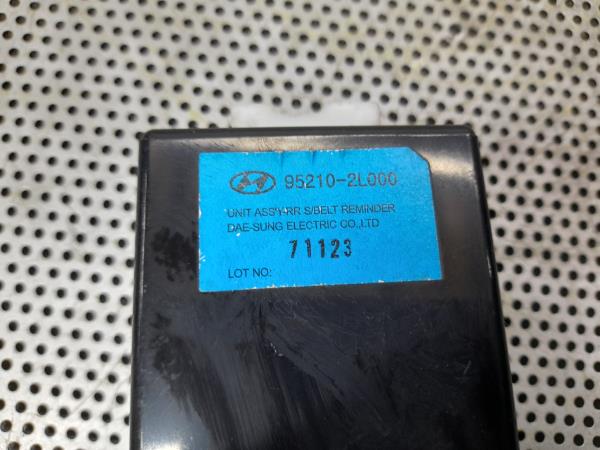 95210-2L000
UNIT ASS'Y-RR S/BELT REMINDER
DAE-SUNG ELECTRIC CO.,LTD
71123
LOT NO: